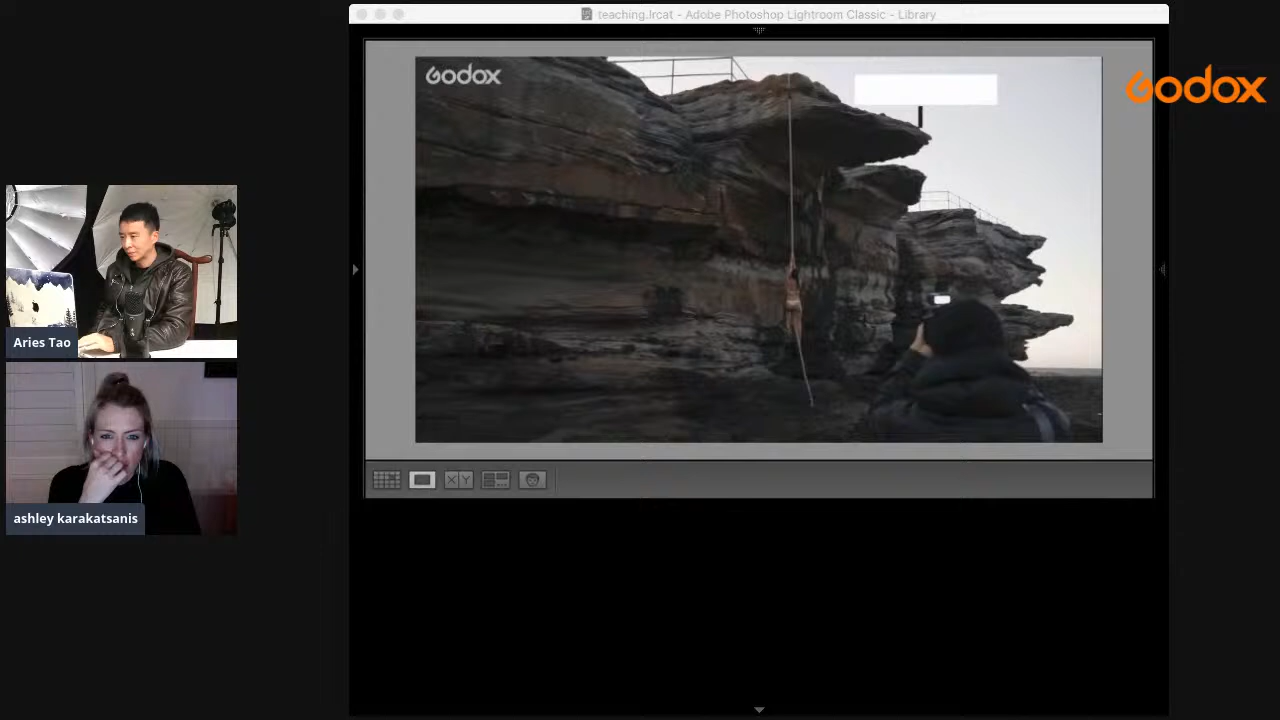 teaching.lrcat - Adobe Photoshop Lightroom Classic - Library
Godox
Godox
Aries Tao
ashley karakatsanis
X Y